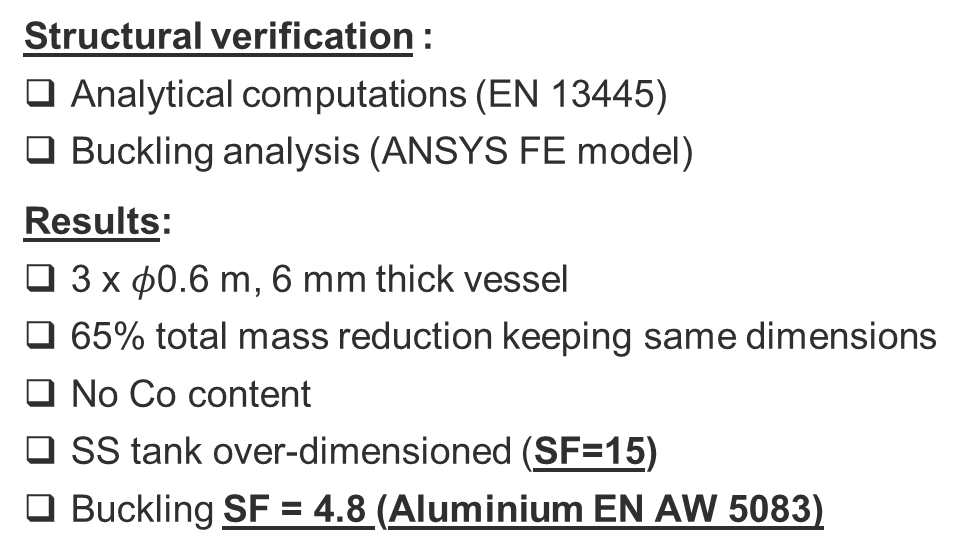 Structural verification :
❑ Analytical computations (EN 13445)
❑ Buckling analysis (ANSYS FE model)
Results:
❑ 3 x ϕ0.6 m, 6 mm thick vessel
❑ 65% total mass reduction keeping same dimensions
❑ No Co content
❑ SS tank over-dimensioned (SF=15)
❑ Buckling SF = 4.8 (Aluminium EN AW 5083)